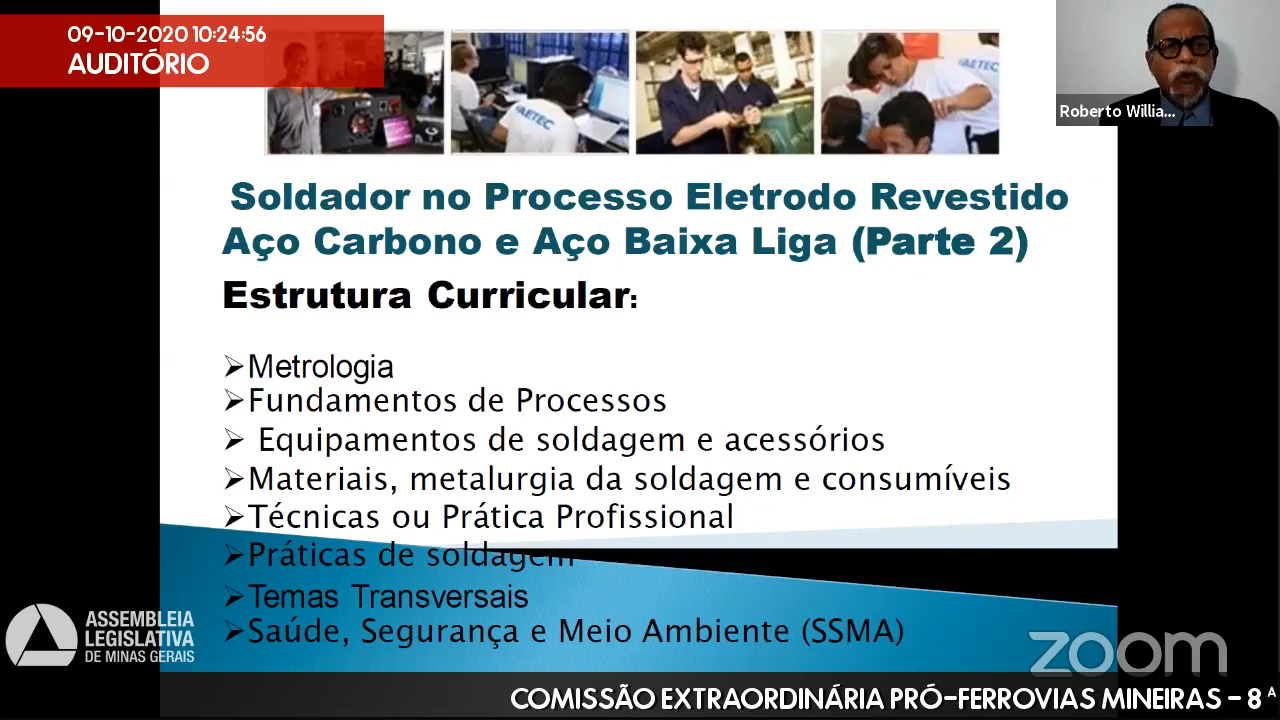 09-10-2020 10:24:56
AUDITÓRIO
AETEC
AETEC
Roberto Willia...
Soldador no Processo Eletrodo Revestido
Aço Carbono e Aço Baixa Liga (Parte 2)
Estrutura Curricular:
➢Metrologia
➢Fundamentos de Processos
➢ Equipamentos de soldagem e acessórios
➢Materiais, metalurgia da soldagem e consumíveis
➢Técnicas ou Prática Profissional
➢Práticas de soldagem
➢Temas Transversais
➢Saúde, Segurança e Meio Ambiente (SSMA)
ASSEMBLEIA
LEGISLATIVA
DE MINAS GERAIS
zoom
COMISSÃO EXTRAORDINÁRIA PRÓ-FERROVIAS MINEIRAS - 8ª